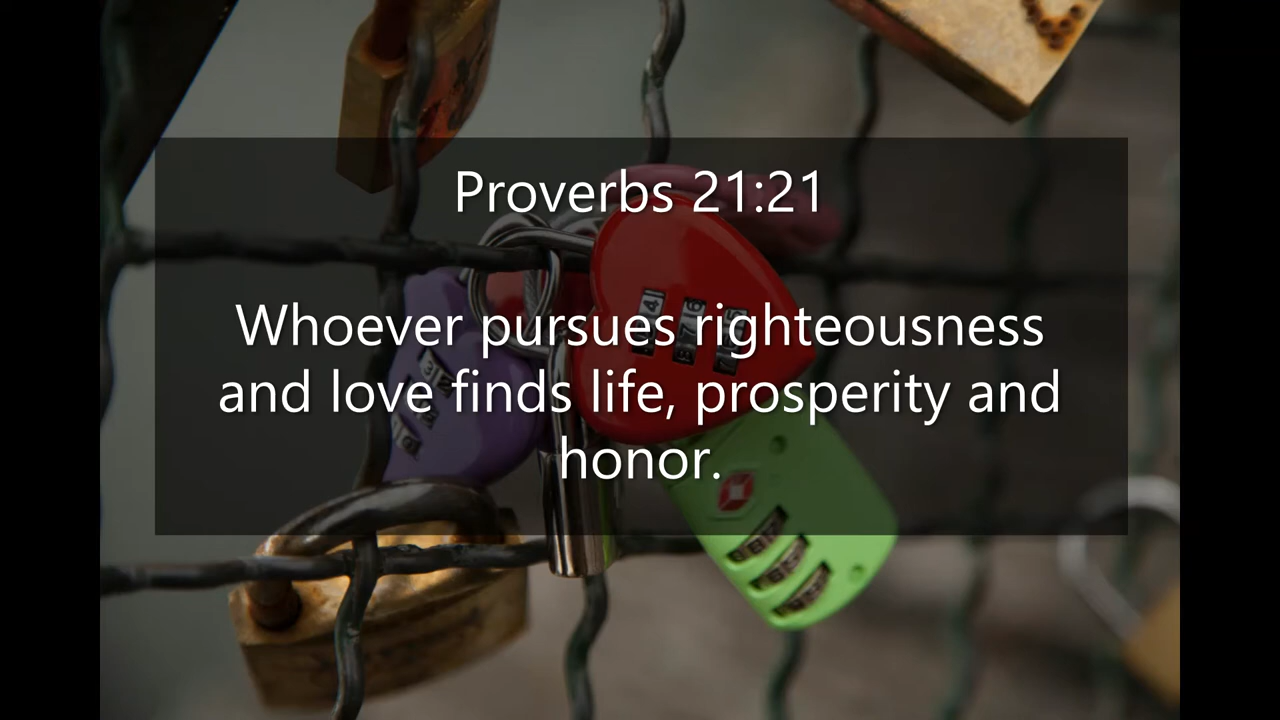 Proverbs 21:21
Whoever pursues righteousness
and love finds life, prosperity and
honor.